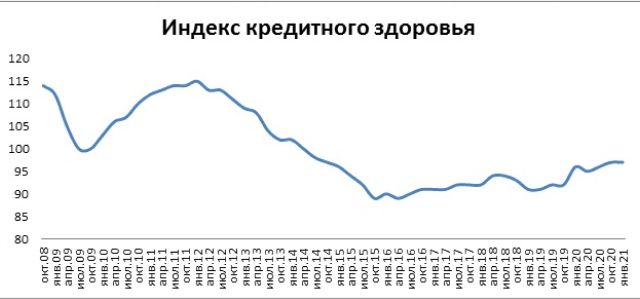 Индекс кредитного здоровья
120
115
110
105
100
95
90
85
80
окт.08
янв.09
апр.09
июл.09
окт.09
янв.10
апр.10
июл.10
окт.10
янв.11
апр.11
июл.11
окт.11
янв.12
апр.12
июл.12
окт.12
янв.13
апр.13
июл.13
окт.13
янв.14
апр.14
июл.14
окт.14
янв.15
апр.15
июл.15
окт.15
янв.16
апр.16
июл.16
окт.16
янв.17
апр.17
июл.17
окт.17
янв.18
апр.18
июл.18
окт.18
янв.19
апр.19
июл.19
окт.19
янв.20
апр.20
июл.20
окт.20
янв.21